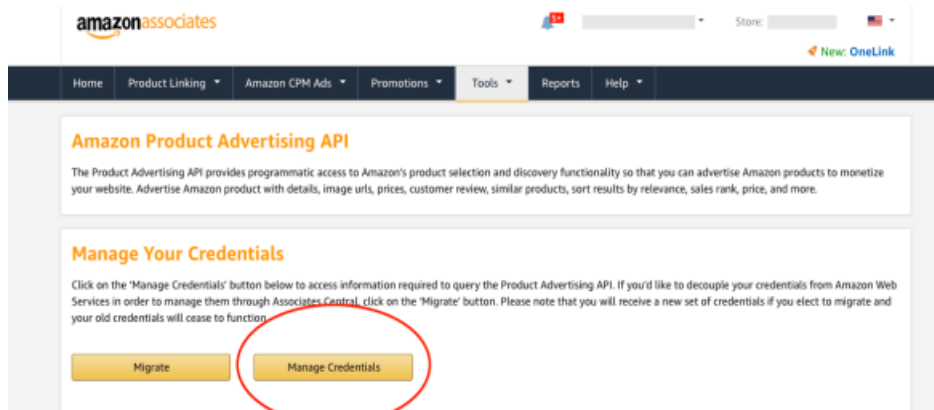 amazonassociates
5+
Store:
New: OneLink
Home Product Linking Amazon CPM Ads Promotions Tools Reports Help
Amazon Product Advertising API
The Product Advertising API provides programmatic access to Amazon's product selection and discovery functionality so that you can advertise Amazon products to monetize
your website. Advertise Amazon product with details, image urls, prices, customer review, similar products, sort results by relevance, sales rank, price, and more.
Manage Your Credentials
Click on the 'Manage Credentials' button below to access information required to query the Product Advertising API. If you'd like to decouple your credentials from Amazon Web
Services in order to manage them through Associates Central, click on the 'Migrate' button. Please note that you will receive a new set of credentials if you elect to migrate and
your old credentials will cease to function.
Migrate Manage Credentials